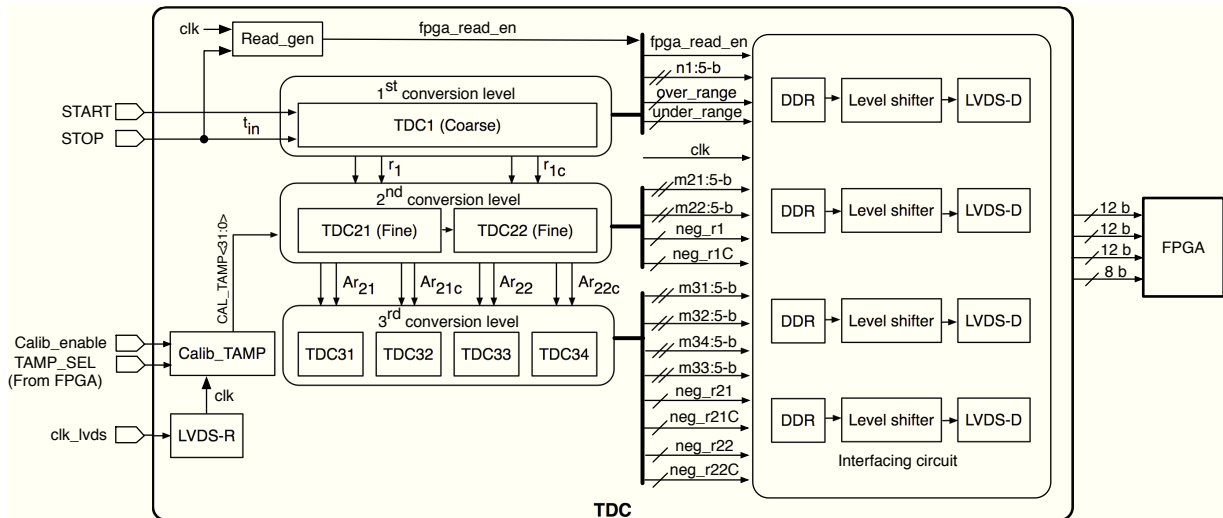 clk
Read_gen
fpga_read_en
START
STOP
t_in
1st conversion level
TDC1 (Coarse)
r1
r1c
2nd conversion level
TDC21 (Fine)
TDC22 (Fine)
CAL_TAMP<31:0>
Ar21
Ar21c
Ar22
Ar22c
3rd conversion level
TDC31
TDC32
TDC33
TDC34
Calib_enable
TAMP_SEL
(From FPGA)
Calib_TAMP
clk
clk_lvds
LVDS-R
fpga_read_en
n1:5-b
over_range
under_range
clk
m21:5-b
m22:5-b
neg_r1
neg_r1C
m31:5-b
m32:5-b
m34:5-b
m33:5-b
neg_r21
neg_r21C
neg_r22
neg_r22C
DDR
Level shifter
LVDS-D
DDR
Level shifter
LVDS-D
DDR
Level shifter
LVDS-D
DDR
Level shifter
LVDS-D
Interfacing circuit
12 b
12 b
12 b
8 b
FPGA
TDC